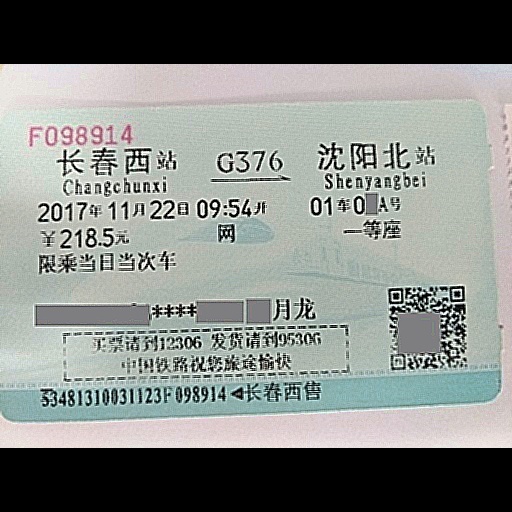 F098914
长春西站 G376 沈阳北站
Changchunxi Shenyangbei
2017年11月22日 09:54开 01车0 A号
￥218.5元 网 一等座
限乘当日当次车
**** 月龙
买票请到12306 发货请到95306
中国铁路祝您旅途愉快
53481310031123F098914 长春西售